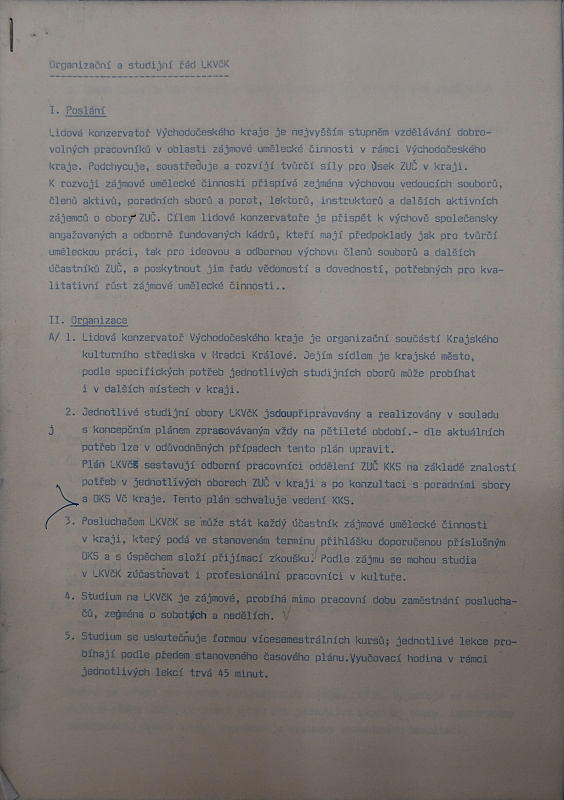 Organizační a studijní řád LKVčK
I. Poslání
Lidová konzervatoř Východočeského kraje je nejvyšším stupněm vzdělávání dobro-
volných pracovníků v oblasti zájmové umělecké činnosti v rámci Východočeského
kraje. Podchycuje, soustřeďuje a rozvíjí tvůrčí síly pro úsek ZUČ v kraji.
K rozvoji zájmové umělecké činnosti přispívá zejména výchovou vedoucích souborů,
členů aktivů, poradních sborů a porot, lektorů, instruktorů a dalších aktivních
zájemců o obory ZUČ. Cílem lidové konzervatoře je přispět k výchově společensky
angažovaných a odborně fundovaných kádrů, kteří mají předpoklady jak pro tvůrčí
uměleckou práci, tak pro ideovou a odbornou výchovu členů souborů a dalších
účastníků ZUČ, a poskytnout jim řadu vědomostí a dovedností, potřebných pro kva-
litativní růst zájmové umělecké činnosti..
II. Organizace
A/ 1. Lidová konzervatoř Východočeského kraje je organizační součástí Krajského
kulturního střediska v Hradci Králové. Jejím sídlem je krajské město,
podle specifických potřeb jednotlivých studijních oborů může probíhat
i v dalších místech v kraji.
2. Jednotlivé studijní obory LKVčK jsoupřipravovány a realizovány v souladu
j s koncepčním plánem zpracovávaným vždy na pětileté období.- dle aktuálních
potřeb lze v odůvodněných případech tento plán upravit.
Plán LKVčK sestavují odborní pracovníci oddělení ZUČ KKS na základě znalostí
potřeb v jednotlivých oborech ZUČ v kraji a po konzultaci s poradními sbory
a OKS Vč kraje. Tento plán schvaluje vedení KKS.
3. Posluchačem LKVčK se může stát každý účastník zájmové umělecké činnosti
v kraji, který podá ve stanoveném termínu přihlášku doporučenou příslušným
OKS a s úspěchem složí přijímací zkoušku. Podle zájmu se mohou studia
v LKVčK zúčastňovat i profesionální pracovníci v kultuře.
4. Studium na LKVčK je zájmové, probíhá mimo pracovní dobu zaměstnání poslucha-
čů, zejména o sobotách a nedělích.
5. Studium se uskutečňuje formou vícesemestrálních kursů; jednotlivé lekce pro-
bíhají podle předem stanoveného časového plánu.Vyučovací hodina v rámci
jednotlivých lekcí trvá 45 minut.